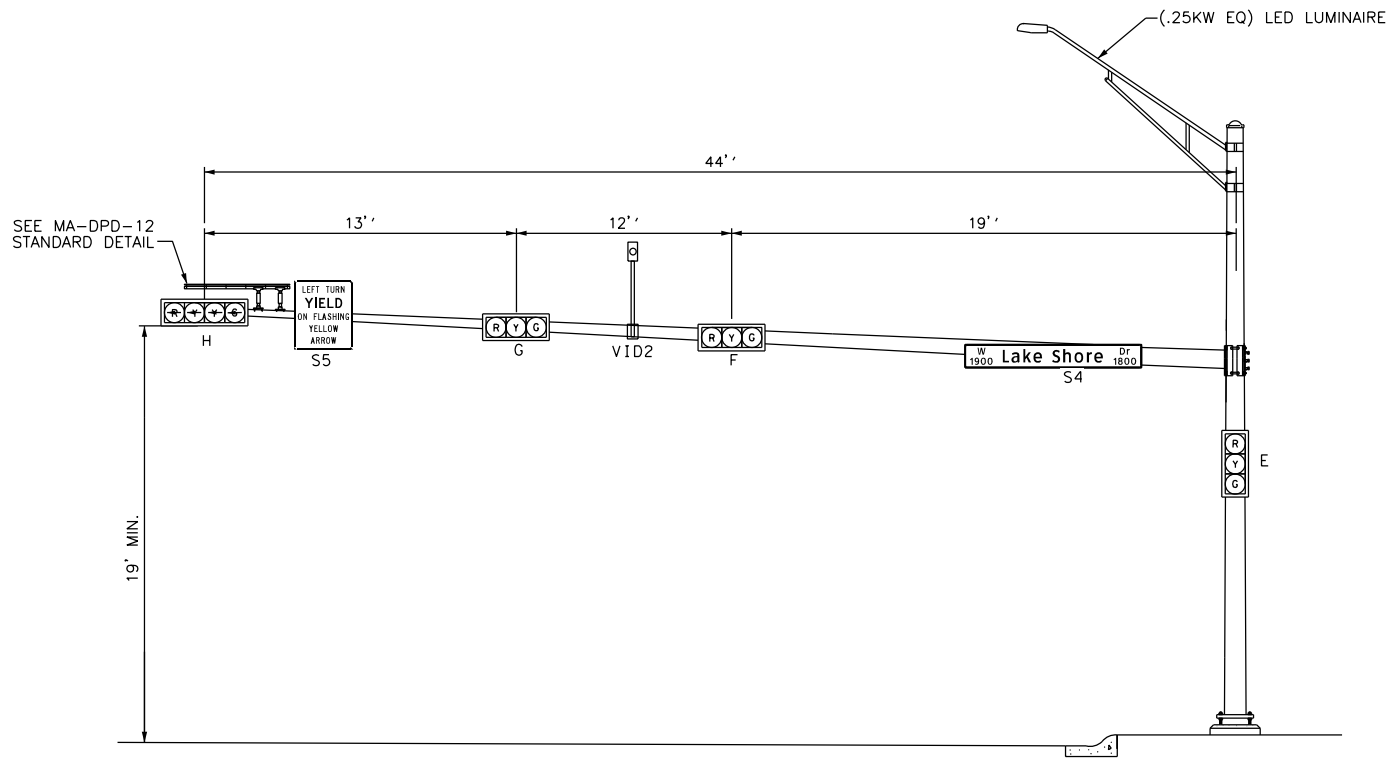 (.25KW EQ) LED LUMINAIRE
44'
SEE MA-DPD-12
STANDARD DETAIL
13'
12'
19'
LEFT TURN
YIELD
ON FLASHING
YELLOW
ARROW
R Y Y G
H
S5
R Y G
G
VID2
R Y G
F
W
1900
Lake Shore
Dr
1800
S4
R
Y
G
E
19' MIN.